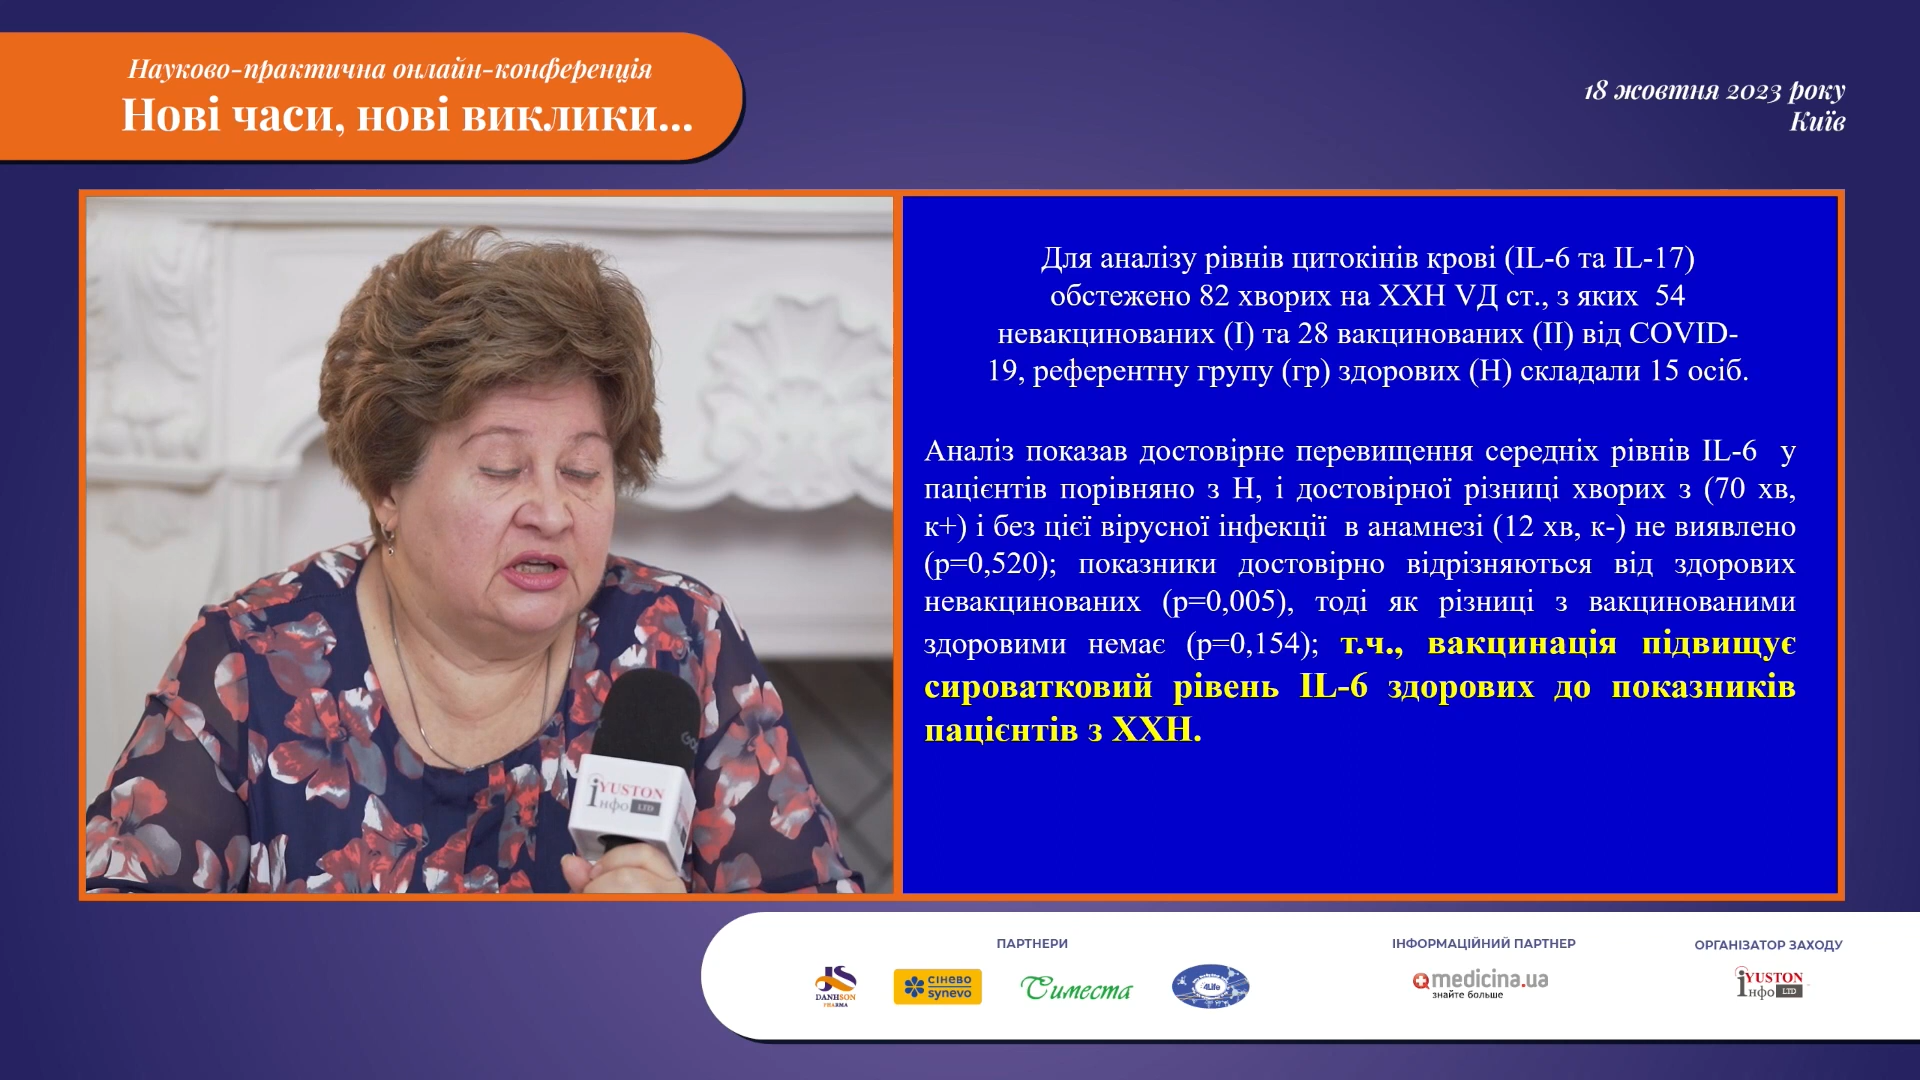 Науково-практична онлайн-конференція
Нові часи, нові виклики...
18 жовтня 2023 року
Київ
Для аналізу рівнів цитокінів крові (IL-6 та IL-17)
обстежено 82 хворих на ХХН VД ст., з яких 54
невакцинованих (I) та 28 вакцинованих (II) від COVID-
19, референтну групу (гр) здорових (Н) складали 15 осіб.
Аналіз показав достовірне перевищення середніх рівнів IL-6 у
пацієнтів порівняно з Н, і достовірної різниці хворих з (70 хв,
к+) і без цієї вірусної інфекції в анамнезі (12 хв, к-) не виявлено
(р=0,520); показники достовірно відрізняються від здорових
невакцинованих (р=0,005), тоді як різниці з вакцинованими
здоровими немає (р=0,154); т.ч., вакцинація підвищує
сироватковий рівень IL-6 здорових до показників
пацієнтів з ХХН.
YUSTON
інфо LTD
ПАРТНЕРИ
DANHSON
PHARMA
СІНЕВО
synevo
Симеста
4Life
ІНФОРМАЦІЙНИЙ ПАРТНЕР
medicina.ua
знайте больше
ОРГАНІЗАТОР ЗАХОДУ
YUSTON
інфо LTD